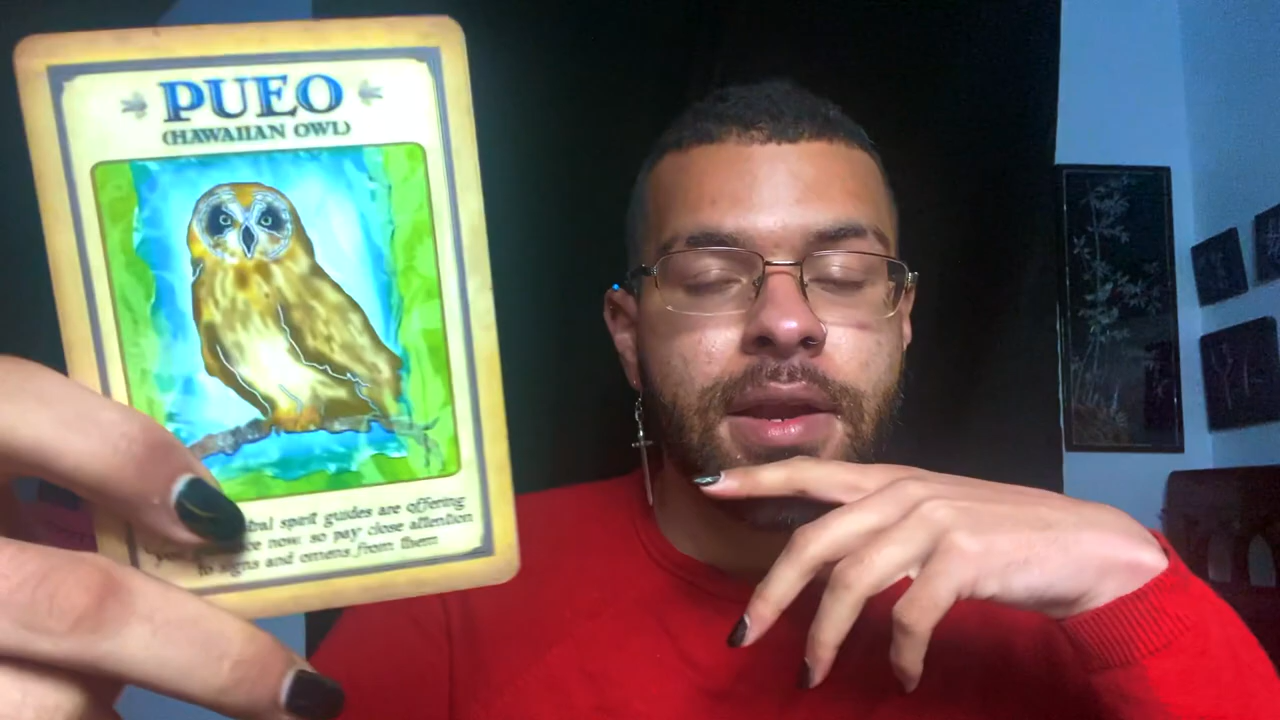 PUEO
(HAWAIIAN OWL)
spirit guides are offering
now, so pay close attention
to signs and omens from them